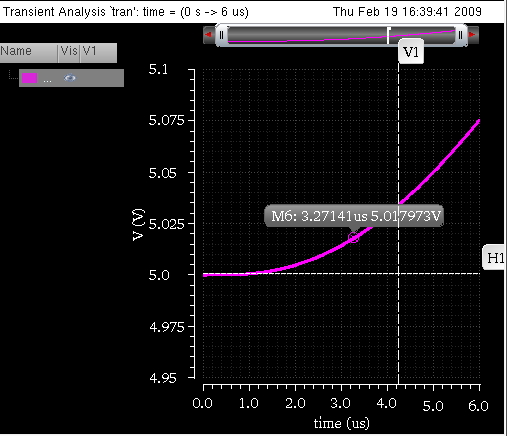 Transient Analysis `tran': time = (0 s -> 6 us) Thu Feb 19 16:39:41 2009
Name Vis V1
...
V1
5.1
5.075
5.05
5.025
5.0
4.975
4.95
V (V)
M6: 3.27141us 5.017973V
H1
0.0 1.0 2.0 3.0 4.0 5.0 6.0
time (us)